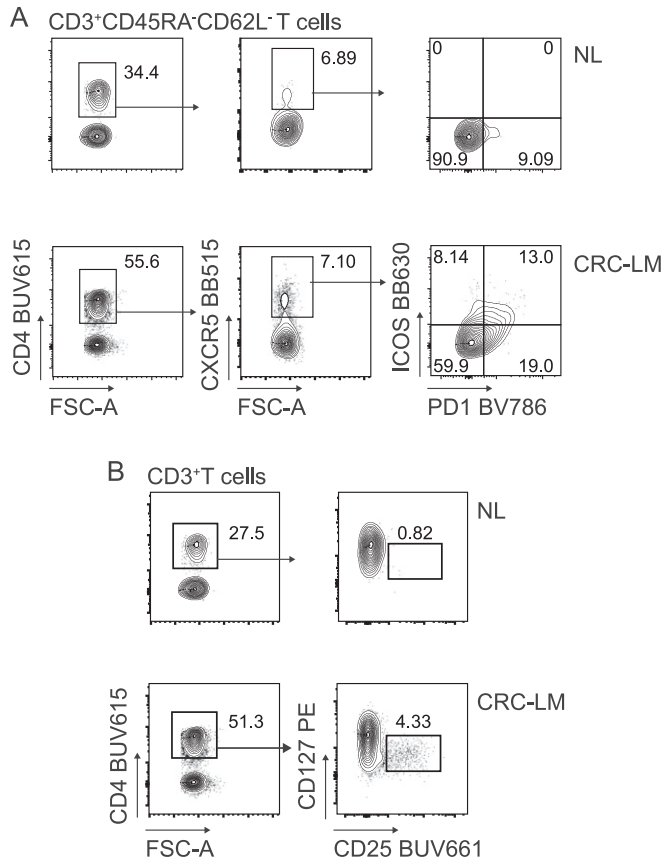 A
CD3⁺CD45RA⁻CD62L⁻ T cells
34.4
6.89
0 0
90.9 9.09
NL
55.6
7.10
8.14 13.0
59.9 19.0
CRC-LM
CD4 BUV615
FSC-A
CXCR5 BB515
FSC-A
ICOS BB630
PD1 BV786
B
CD3⁺T cells
27.5
0.82
NL
51.3
4.33
CRC-LM
CD4 BUV615
FSC-A
CD127 PE
CD25 BUV661